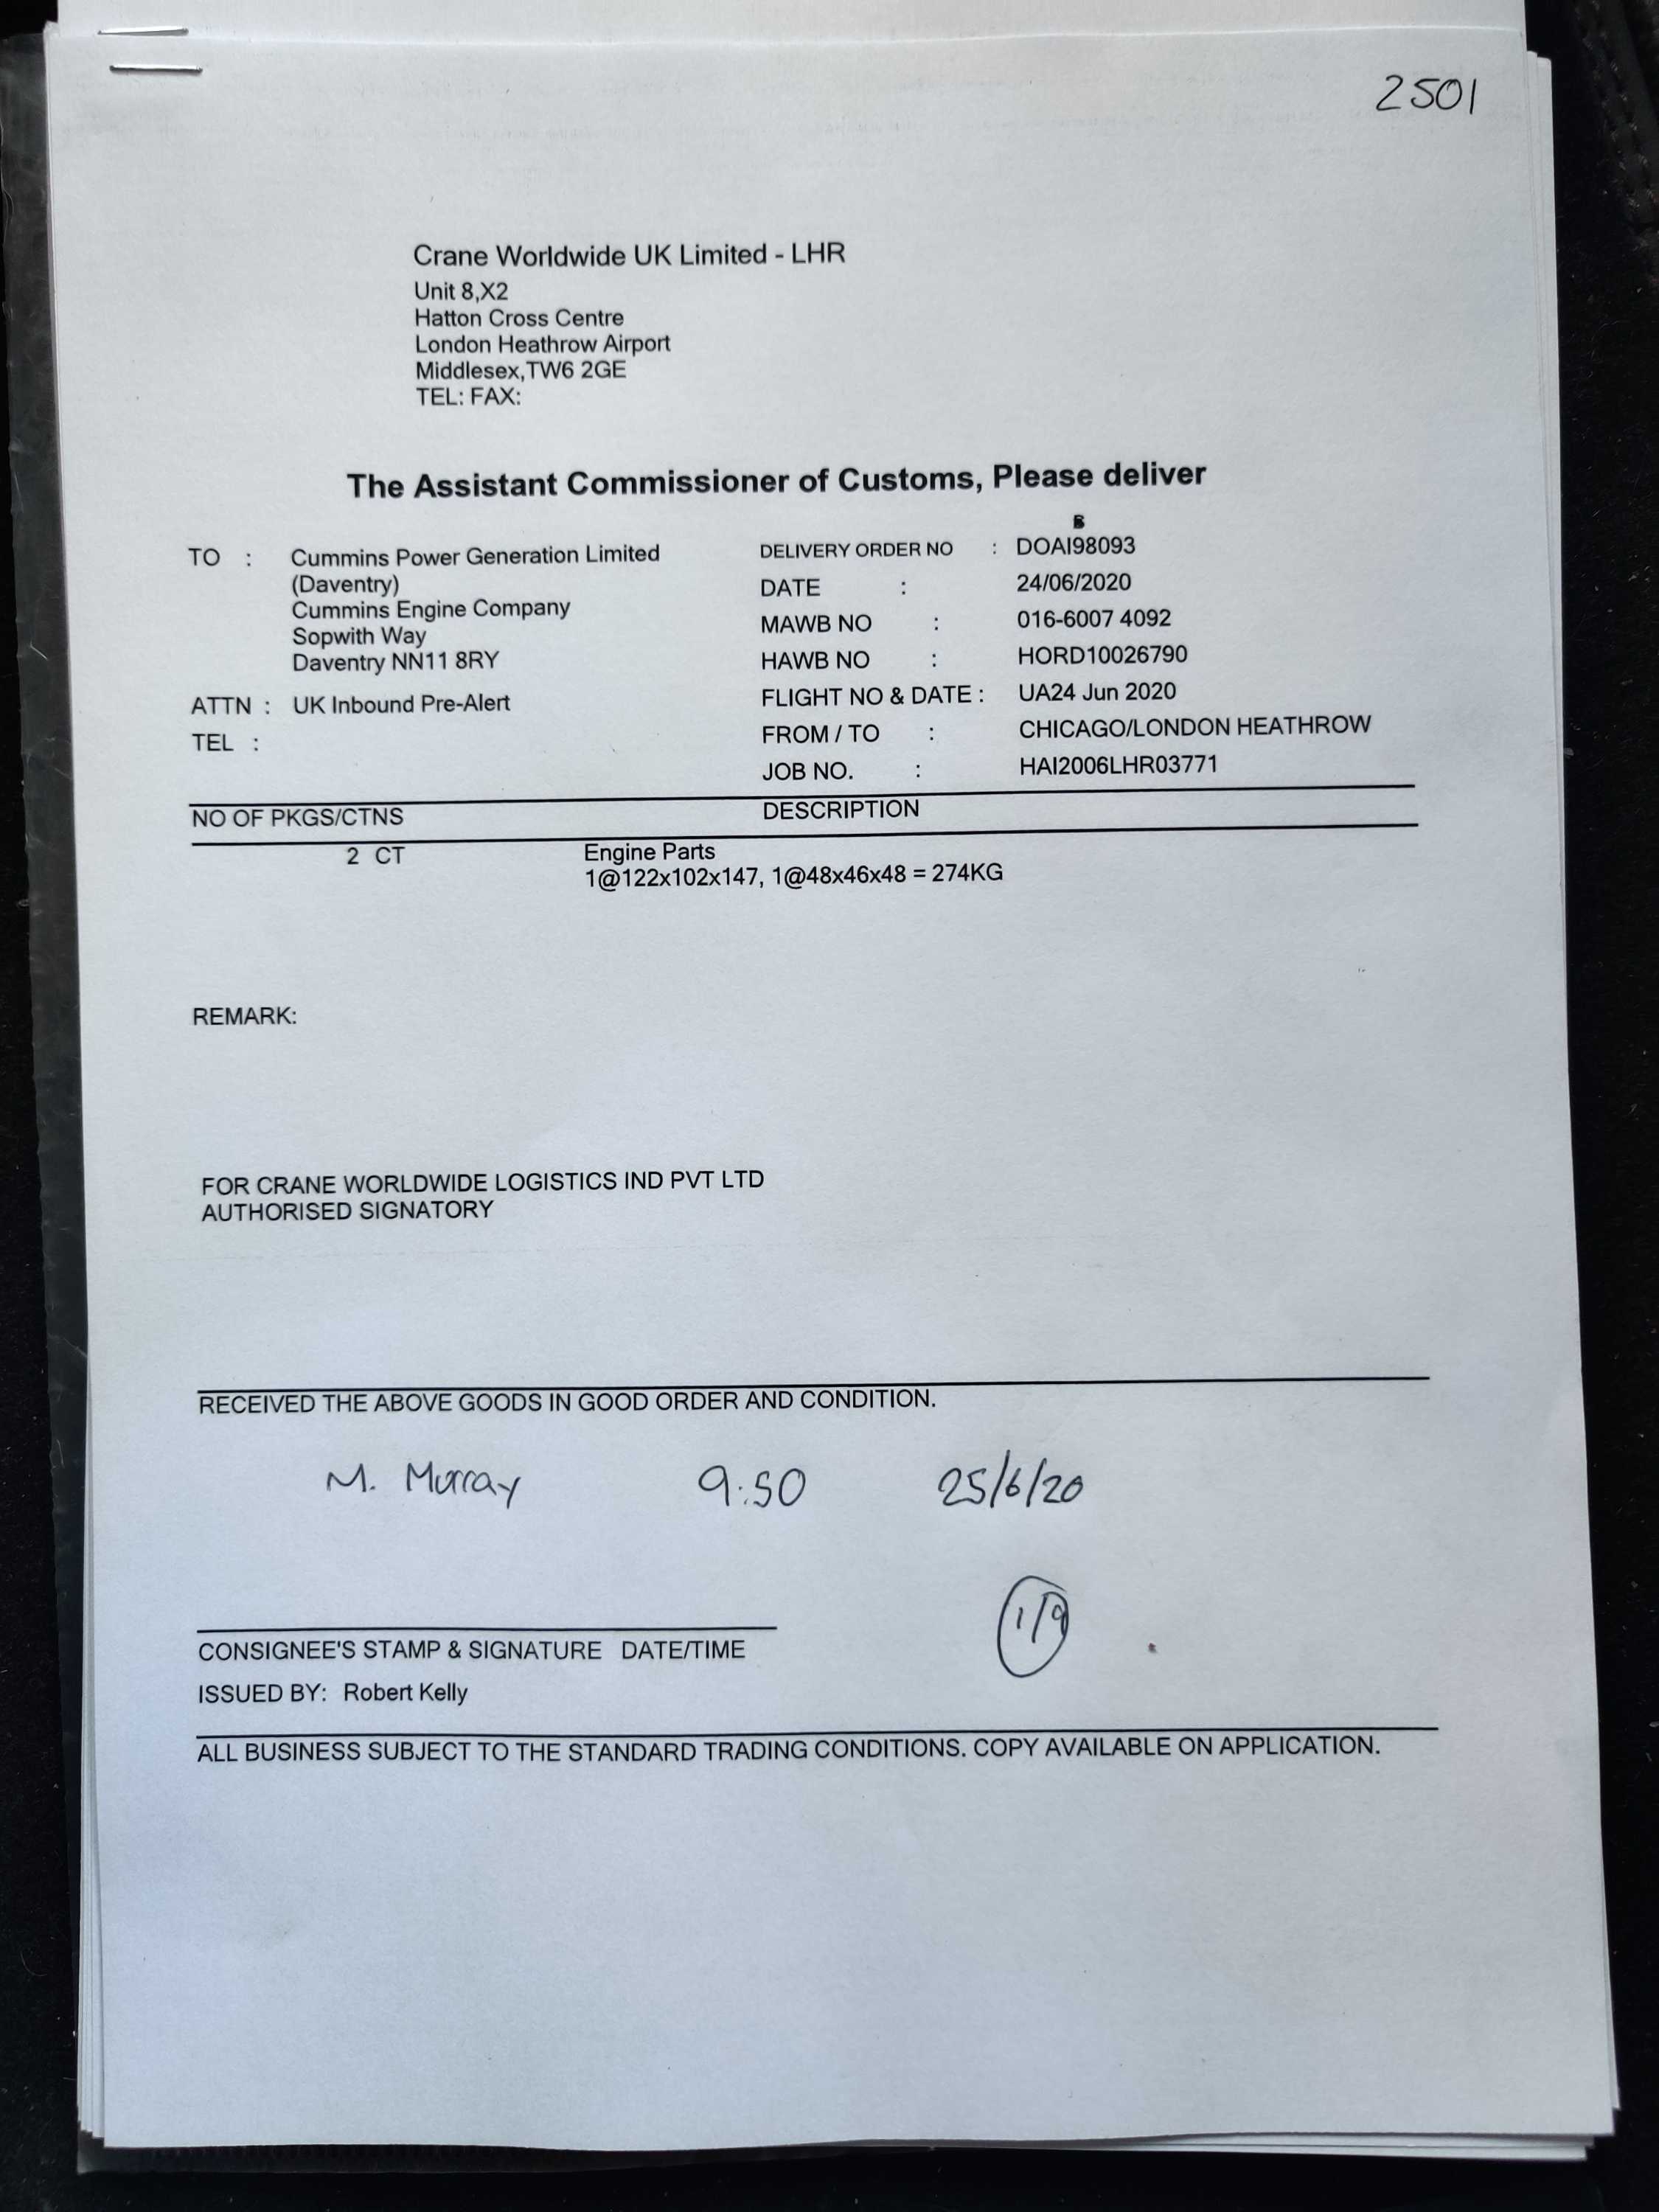 2501
Crane Worldwide UK Limited - LHR
Unit 8,X2
Hatton Cross Centre
London Heathrow Airport
Middlesex,TW6 2GE
TEL: FAX:
The Assistant Commissioner of Customs, Please deliver
TO : Cummins Power Generation Limited
(Daventry)
Cummins Engine Company
Sopwith Way
Daventry NN11 8RY
ATTN : UK Inbound Pre-Alert
TEL :
DELIVERY ORDER NO : DOAI98093
DATE : 24/06/2020
MAWB NO : 016-6007 4092
HAWB NO : HORD10026790
FLIGHT NO & DATE : UA24 Jun 2020
FROM / TO : CHICAGO/LONDON HEATHROW
JOB NO. : HAI2006LHR03771
NO OF PKGS/CTNS DESCRIPTION
2 CT Engine Parts
1@122x102x147, 1@48x46x48 = 274KG
REMARK:
FOR CRANE WORLDWIDE LOGISTICS IND PVT LTD
AUTHORISED SIGNATORY
RECEIVED THE ABOVE GOODS IN GOOD ORDER AND CONDITION.
M. Murray 9:50 25/6/20
1/9
CONSIGNEE'S STAMP & SIGNATURE DATE/TIME
ISSUED BY: Robert Kelly
ALL BUSINESS SUBJECT TO THE STANDARD TRADING CONDITIONS. COPY AVAILABLE ON APPLICATION.